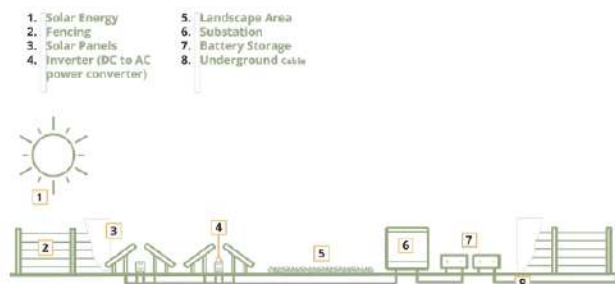 1. Solar Energy
2. Fencing
3. Solar Panels
4. Inverter (DC to AC
power converter)
5. Landscape Area
6. Substation
7. Battery Storage
8. Underground Cable
1
2
3
4
5
6
7
8